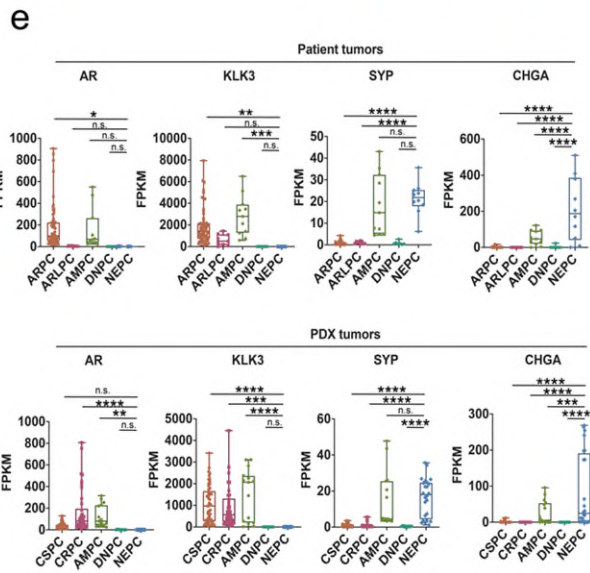 e
Patient tumors
AR KLK3 SYP CHGA
* ** **** ****
n.s. n.s. **** ****
n.s. *** n.s. ****
n.s. n.s. n.s. ****
FPKM FPKM FPKM
1000 800 600 400 200 0
10000 8000 6000 4000 2000 0
50 40 30 20 10 0
600 400 200 0
ARPC ARLPC AMPC DNPC NEPC
ARPC ARLPC AMPC DNPC NEPC
ARPC ARLPC AMPC DNPC NEPC
ARPC ARLPC AMPC DNPC NEPC
PDX tumors
AR KLK3 SYP CHGA
n.s. **** **** ****
**** *** **** ****
** **** n.s. ***
n.s. n.s. **** ****
FPKM FPKM FPKM FPKM
1000 800 600 400 200 0
5000 4000 3000 2000 1000 0
60 40 20 0
300 200 100 0
CSPC CRPC AMPC DNPC NEPC
CSPC CRPC AMPC DNPC NEPC
CSPC CRPC AMPC DNPC NEPC
CSPC CRPC AMPC DNPC NEPC